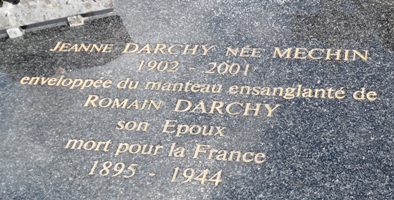 Jeanne DARCHY née MECHIN
1902 - 2001
enveloppée du manteau ensanglanté de
Romain DARCHY
son Epoux
mort pour la France
1895 - 1944